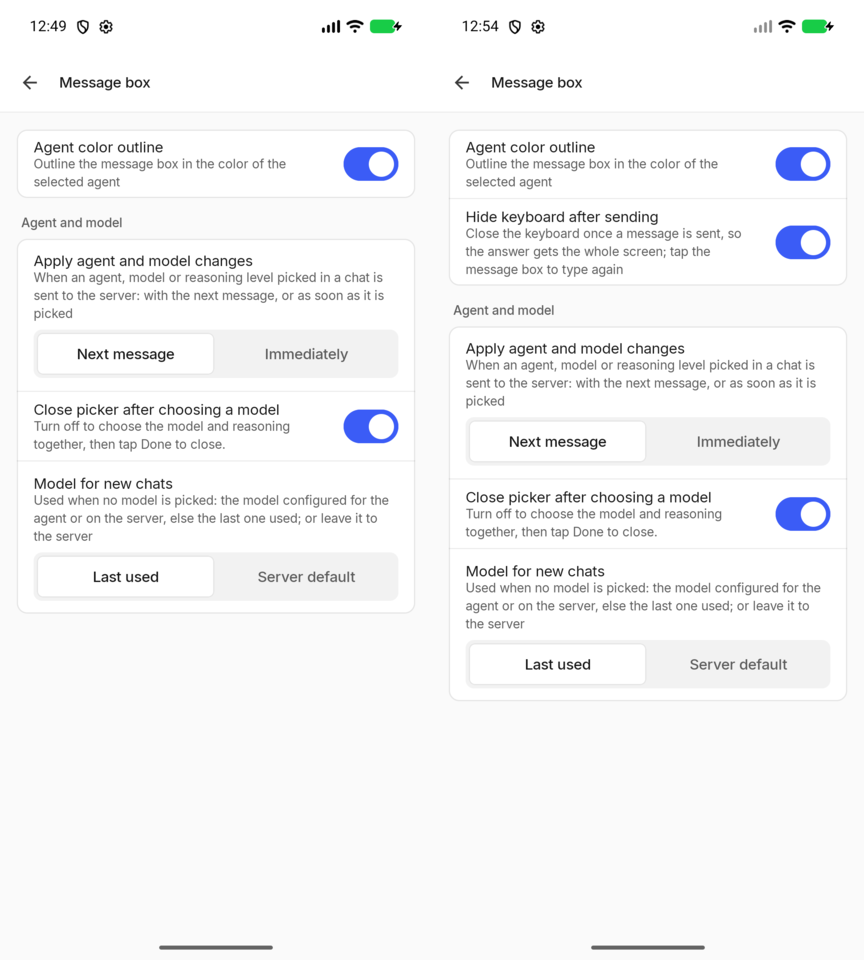 12:49
Message box
Agent color outline
Outline the message box in the color of the
selected agent
Agent and model
Apply agent and model changes
When an agent, model or reasoning level picked in a chat is
sent to the server: with the next message, or as soon as it is
picked
Next message Immediately
Close picker after choosing a model
Turn off to choose the model and reasoning
together, then tap Done to close.
Model for new chats
Used when no model is picked: the model configured for the
agent or on the server, else the last one used; or leave it to
the server
Last used Server default
12:54
Message box
Agent color outline
Outline the message box in the color of the
selected agent
Hide keyboard after sending
Close the keyboard once a message is sent, so
the answer gets the whole screen; tap the
message box to type again
Agent and model
Apply agent and model changes
When an agent, model or reasoning level picked in a chat is
sent to the server: with the next message, or as soon as it is
picked
Next message Immediately
Close picker after choosing a model
Turn off to choose the model and reasoning
together, then tap Done to close.
Model for new chats
Used when no model is picked: the model configured for the
agent or on the server, else the last one used; or leave it to
the server
Last used Server default